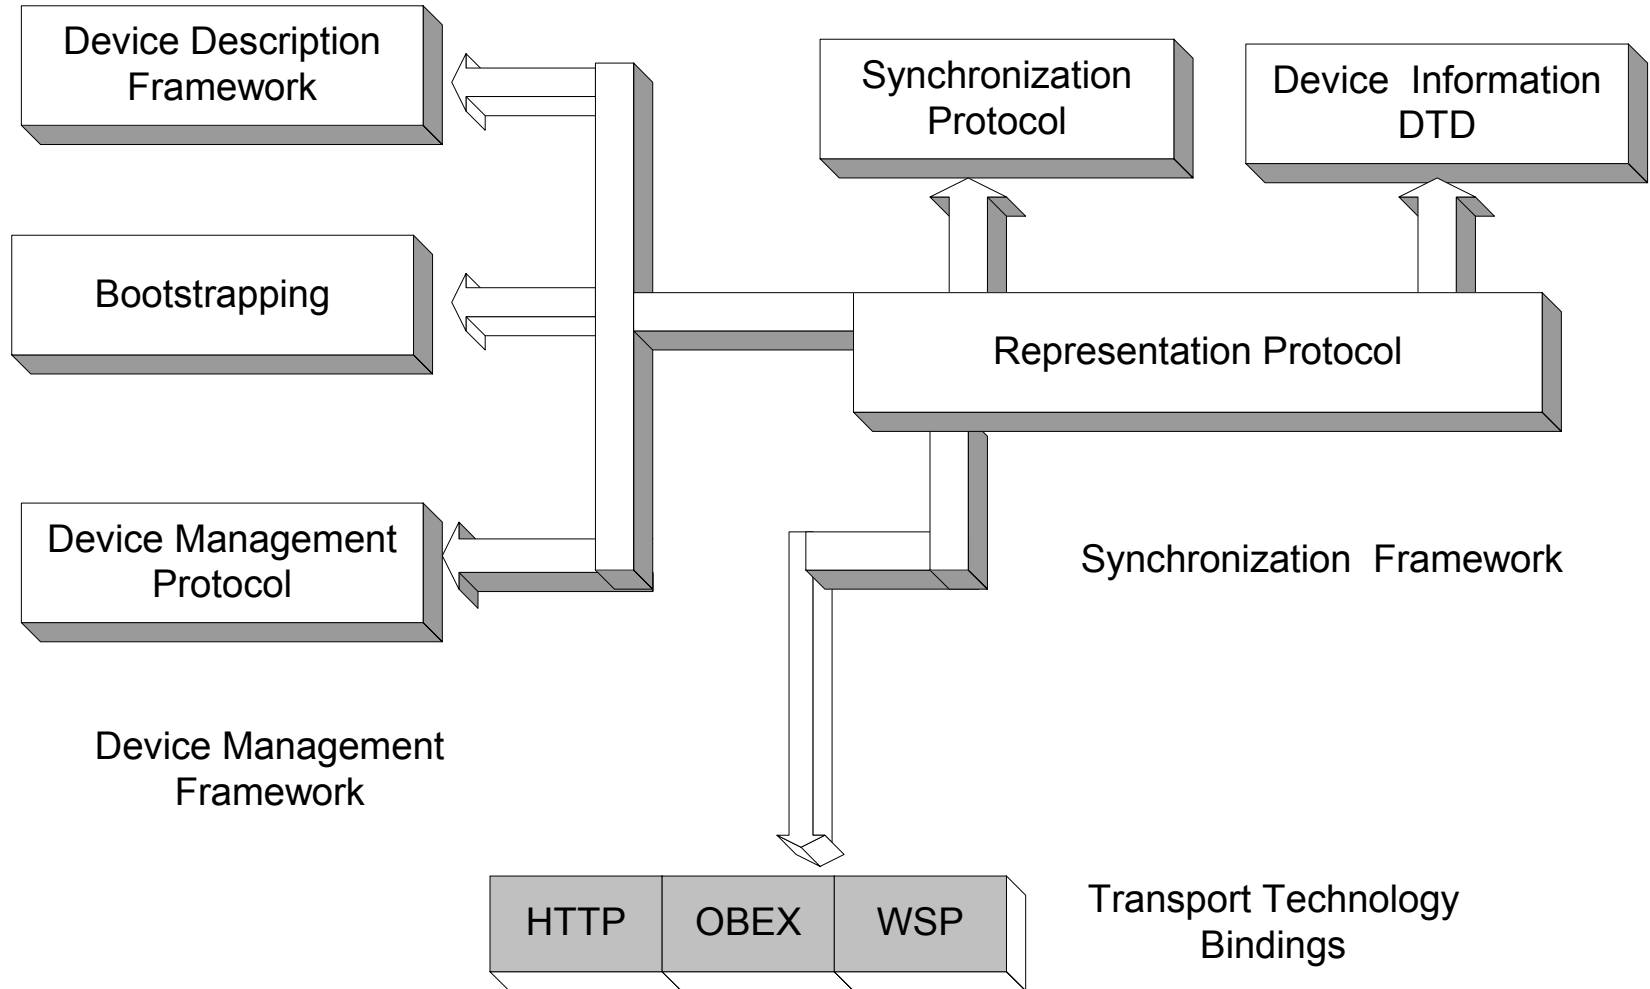 Device Description
Framework
Synchronization
Protocol
Device Information
DTD
Bootstrapping
Representation Protocol
Device Management
Protocol
Synchronization Framework
Device Management
Framework
HTTP
OBEX
WSP
Transport Technology
Bindings